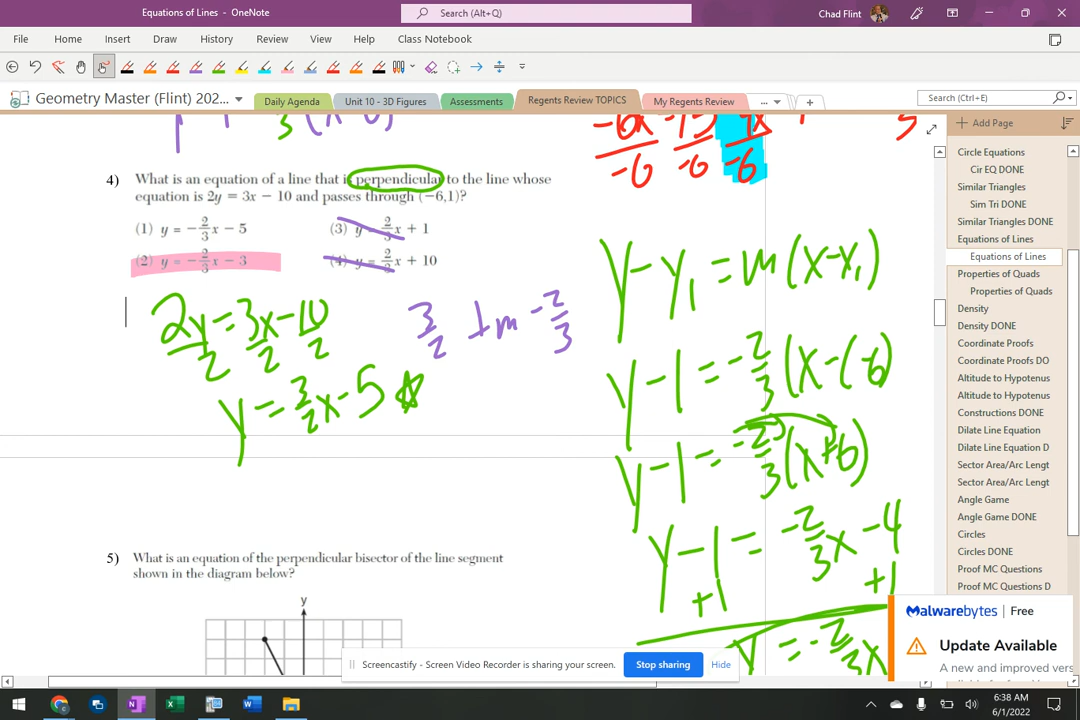 Equations of Lines - OneNote
Search (Alt+Q)
Chad Flint
File Home Insert Draw History Review View Help Class Notebook
Geometry Master (Flint) 202...
Daily Agenda
Unit 10 - 3D Figures
Assessments
Regents Review TOPICS
My Regents Review
...
Search (Ctrl+E)
-6 -6 -6
4) What is an equation of a line that is perpendicular to the line whose
equation is 2y = 3x − 10 and passes through (−6,1)?
(1) y = −2/3x − 5 (3) y = −2/3x + 1
(2) y = −2/3x − 3 (4) y = 2/3x + 10
2y = 3x - 10
2 2 2
y = 3/2x - 5
3/2 ⊥m -2/3
y - y1 = m(x - x1)
y - 1 = -2/3(x - (-6)
y - 1 = -2/3(x + 6)
y - 1 = -2/3x - 4
+1 +1
y = -2/3x
5) What is an equation of the perpendicular bisector of the line segment
shown in the diagram below?
y
Add Page
Circle Equations
Cir EQ DONE
Similar Triangles
Sim Tri DONE
Similar Triangles DONE
Equations of Lines
Equations of Lines
Properties of Quads
Properties of Quads
Density
Density DONE
Coordinate Proofs
Coordinate Proofs DO
Altitude to Hypotenus
Altitude to Hypotenus
Constructions DONE
Dilate Line Equation
Dilate Line Equation D
Sector Area/Arc Lengt
Sector Area/Arc Lengt
Angle Game
Angle Game DONE
Circles
Circles DONE
Proof MC Questions
Proof MC Questions D
Malwarebytes | Free
Update Available
A new and improved vers
Screencastify - Screen Video Recorder is sharing your screen.
Stop sharing
Hide
6:38 AM
6/1/2022